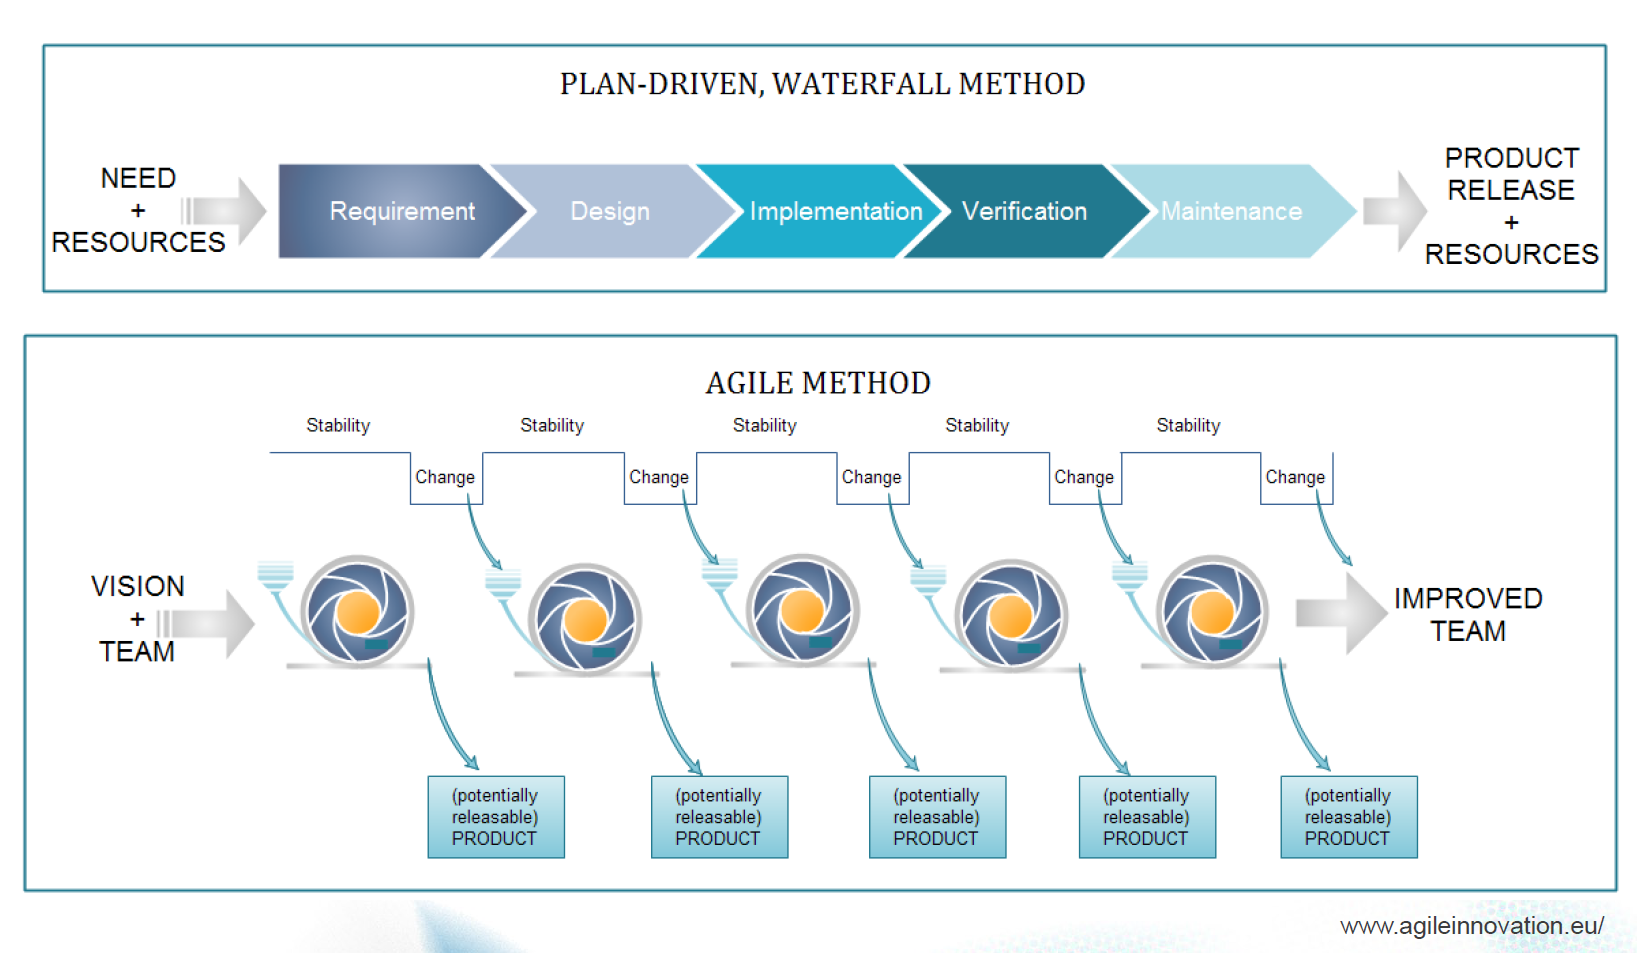 PLAN-DRIVEN, WATERFALL METHOD
NEED
+
RESOURCES
Requirement
Design
Implementation
Verification
Maintenance
PRODUCT
RELEASE
+
RESOURCES
AGILE METHOD
Stability
Stability
Stability
Stability
Stability
Change
Change
Change
Change
Change
VISION
+
TEAM
IMPROVED
TEAM
(potentially
releasable)
PRODUCT
(potentially
releasable)
PRODUCT
(potentially
releasable)
PRODUCT
(potentially
releasable)
PRODUCT
(potentially
releasable)
PRODUCT
www.agileinnovation.eu/